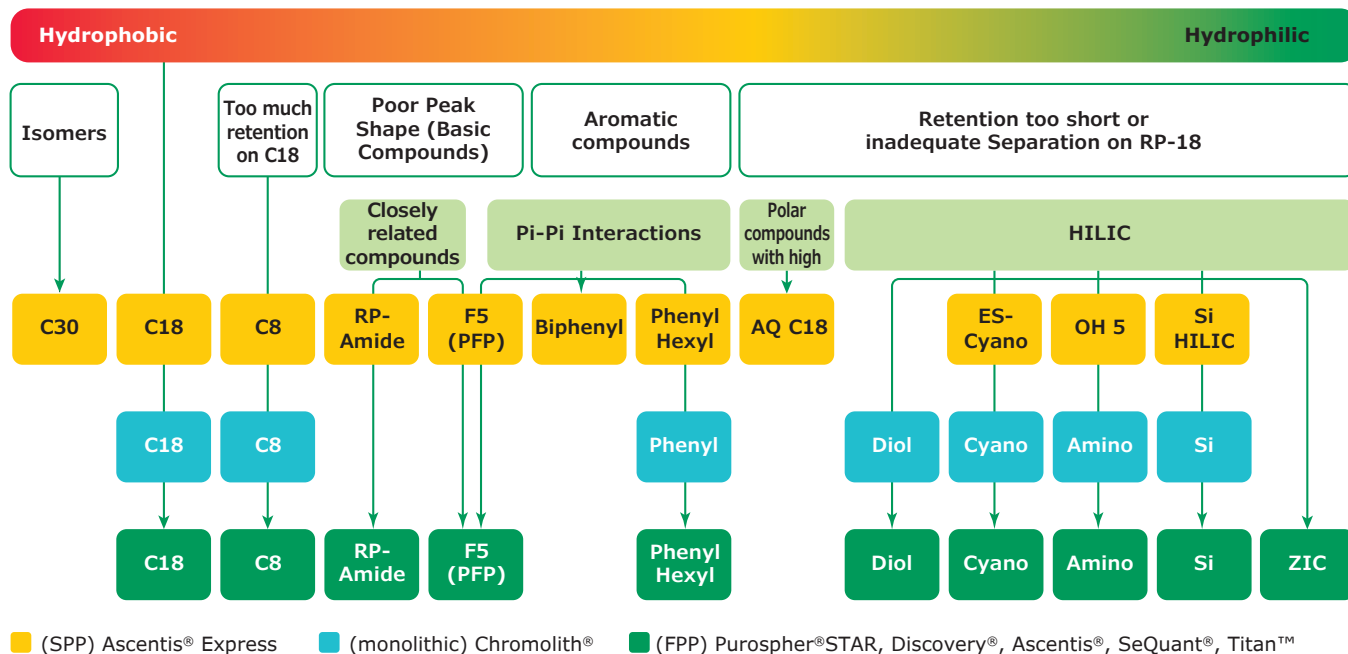 Hydrophobic
Hydrophilic
Isomers
Too much
retention
on C18
Poor Peak
Shape (Basic
Compounds)
Aromatic
compounds
Retention too short or
inadequate Separation on RP-18
Closely
related
compounds
Pi-Pi Interactions
Polar
compounds
with high
HILIC
C30
C18
C8
RP-
Amide
F5
(PFP)
Biphenyl
Phenyl
Hexyl
AQ C18
ES-
Cyano
OH 5
Si
HILIC
C18
C8
Phenyl
Diol
Cyano
Amino
Si
C18
C8
RP-
Amide
F5
(PFP)
Phenyl
Hexyl
Diol
Cyano
Amino
Si
ZIC
(SPP) Ascentis® Express
(monolithic) Chromolith®
(FPP) Purospher®STAR, Discovery®, Ascentis®, SeQuant®, Titan™